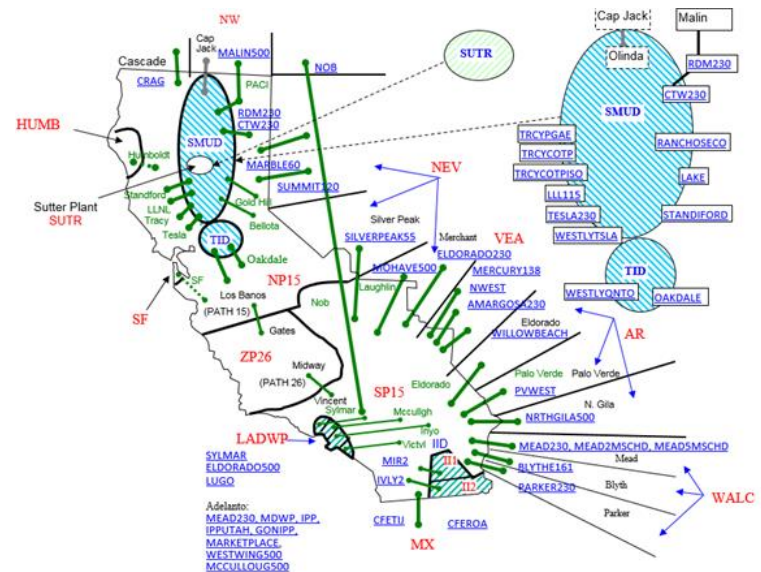 NW
Cap
Jack
MALIN500
Cascade
CRAG
PACI
NOB
SUTR
Cap Jack
Malin
Olinda
RDM230
CTW230
SMUD
RDM230
CTW230
HUMB
SMUD
TRCYPGAE
RANCHOSECO
TRCYCOTP
Humboldt
MARBLE60
NEV
TRCYCOTPISO
LAKE
SUMMIT120
Sutter Plant
SUTR
Standford
Gold Hill
LLL11S
LLNL
Tracy
Bellota
TESLA230
STANDIFORD
Tesla
Silver Peak
SILVERPEAK55
Merchant
VEA
WESTLYTSLA
TID
Oakdale
ELDORADO230
TID
MOHAVE500
MERCURY138
SF
NP15
Laughlin
NWEST
WESTLYONTO
OAKDALE
Los Banos
(PATH 15)
Nob
AMARGOSA230
SF
Gates
WILLOWBEACH
Eldorado
AR
ZP26
Midway
(PATH 26)
Palo Verde
Palo Verde
SP15
Eldorado
PVWEST
Vincent
N. Gila
Sylmar
Mccullgh
NRTHGILA500
LADWP
Inyo
Victvl
IID
MEAD230, MEAD2MSCHD, MEAD5MSCHD
SYLMAR
ELDORADO500
LUGO
MIR2
II1
Mead
BLYTHE161
IVLY2
II2
Blyth
PARKER230
WALC
Parker
Adelanto:
MEAD230, MDWP, IPP,
IPPUTAH, GONIPP,
MARKETPLACE,
WESTWING500
MCCULLOUG500
CFETIJ
CFEROA
MX